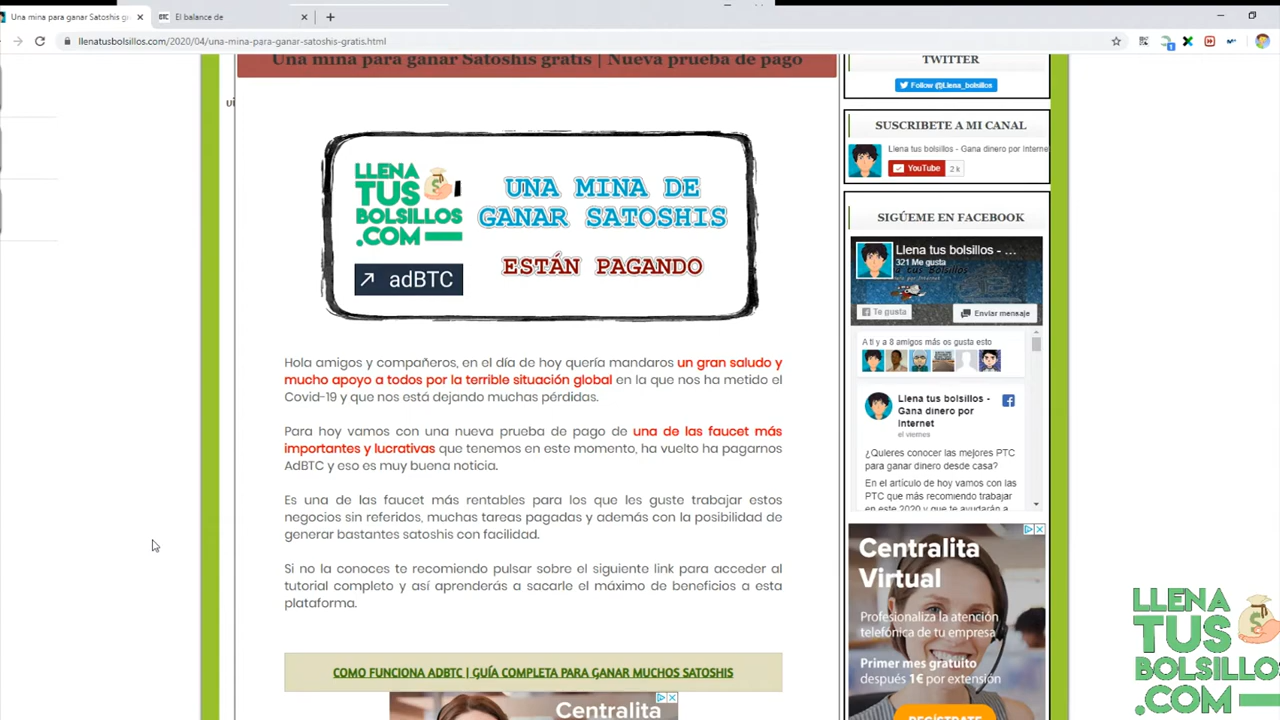 Una mina para ganar Satoshis gr
El balance de
llenatusbolsillos.com/2020/04/una-mina-para-ganar-satoshis-gratis.html
Una mina para ganar Satoshis gratis | Nueva prueba de pago
LLENA
TUS
BOLSILLOS
.COM
adBTC
UNA MINA DE
GANAR SATOSHIS
ESTÁN PAGANDO
Hola amigos y compañeros, en el día de hoy quería mandaros un gran saludo y
mucho apoyo a todos por la terrible situación global en la que nos ha metido el
Covid-19 y que nos está dejando muchas pérdidas.
Para hoy vamos con una nueva prueba de pago de una de las faucet más
importantes y lucrativas que tenemos en este momento, ha vuelto ha pagarnos
AdBTC y eso es muy buena noticia.
Es una de las faucet más rentables para los que les guste trabajar estos
negocios sin referidos, muchas tareas pagadas y además con la posibilidad de
generar bastantes satoshis con facilidad.
Si no la conoces te recomiendo pulsar sobre el siguiente link para acceder al
tutorial completo y así aprenderás a sacarle el máximo de beneficios a esta
plataforma.
COMO FUNCIONA ADBTC | GUÍA COMPLETA PARA GANAR MUCHOS SATOSHIS
Centralita
TWITTER
Follow @Llena_bolsillos
SUSCRIBETE A MI CANAL
Llena tus bolsillos - Gana dinero por Interne
YouTube 2k
SIGÚEME EN FACEBOOK
Llena tus bolsillos - ...
321 Me gusta
Te gusta
Enviar mensaje
A ti y a 8 amigos más os gusta esto
Llena tus bolsillos -
Gana dinero por
Internet
el viernes
¿Quieres conocer las mejores PTC
para ganar dinero desde casa?
En el artículo de hoy vamos con las
PTC que más recomiendo trabajar
en este 2020 y que te ayudarán a
Centralita
Virtual
Profesionaliza la atención
telefónica de tu empresa
Primer mes gratuito
después 1€ por extensión
REGÍSTRATE
LLENA
TUS
BOLSILLOS
.COM